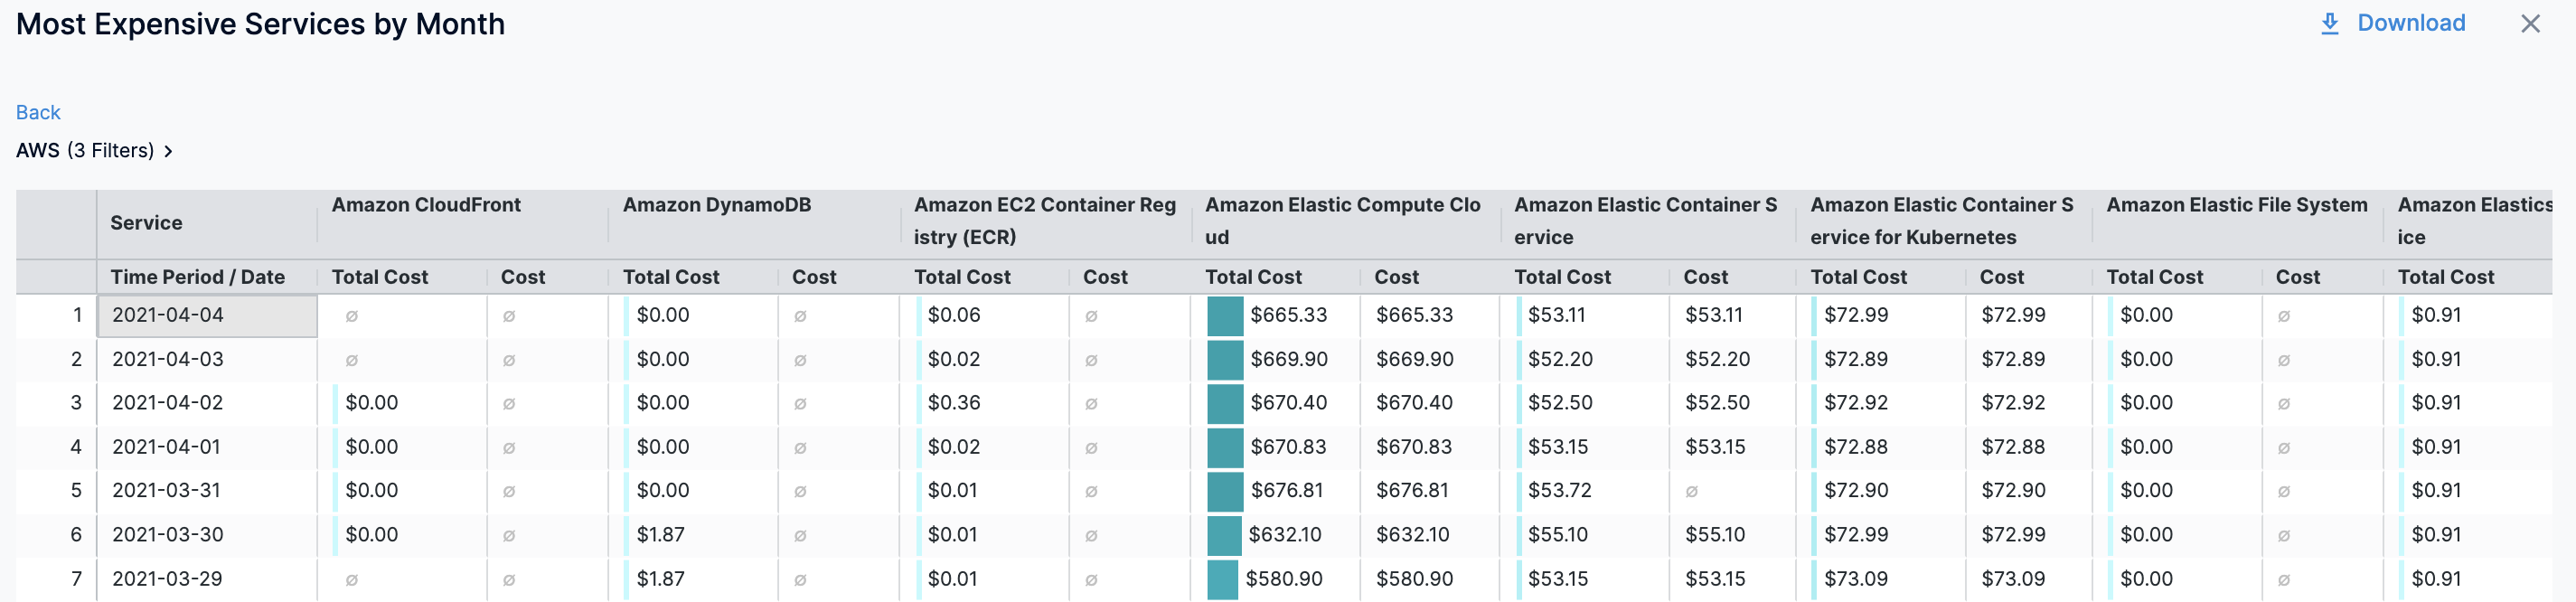 Most Expensive Services by Month
Download
Back
AWS (3 Filters)
Service Amazon CloudFront Amazon DynamoDB Amazon EC2 Container Reg Amazon Elastic Compute Clo Amazon Elastic Container S Amazon Elastic Container S Amazon Elastic File System Amazon Elastics
istry (ECR) ud ervice ervice for Kubernetes ice
Time Period / Date Total Cost Cost Total Cost Cost Total Cost Cost Total Cost Cost Total Cost Cost Total Cost Cost Total Cost Cost Total Cost
1 2021-04-04 ∅ ∅ $0.00 ∅ $0.06 ∅ $665.33 $665.33 $53.11 $53.11 $72.99 $72.99 $0.00 ∅ $0.91
2 2021-04-03 ∅ ∅ $0.00 ∅ $0.02 ∅ $669.90 $669.90 $52.20 $52.20 $72.89 $72.89 $0.00 ∅ $0.91
3 2021-04-02 $0.00 ∅ $0.00 ∅ $0.36 ∅ $670.40 $670.40 $52.50 $52.50 $72.92 $72.92 $0.00 ∅ $0.91
4 2021-04-01 $0.00 ∅ $0.00 ∅ $0.02 ∅ $670.83 $670.83 $53.15 $53.15 $72.88 $72.88 $0.00 ∅ $0.91
5 2021-03-31 $0.00 ∅ $0.00 ∅ $0.01 ∅ $676.81 $676.81 $53.72 ∅ $72.90 $72.90 $0.00 ∅ $0.91
6 2021-03-30 $0.00 ∅ $1.87 ∅ $0.01 ∅ $632.10 $632.10 $55.10 $55.10 $72.99 $72.99 $0.00 ∅ $0.91
7 2021-03-29 ∅ ∅ $1.87 ∅ $0.01 ∅ $580.90 $580.90 $53.15 $53.15 $73.09 $73.09 $0.00 ∅ $0.91